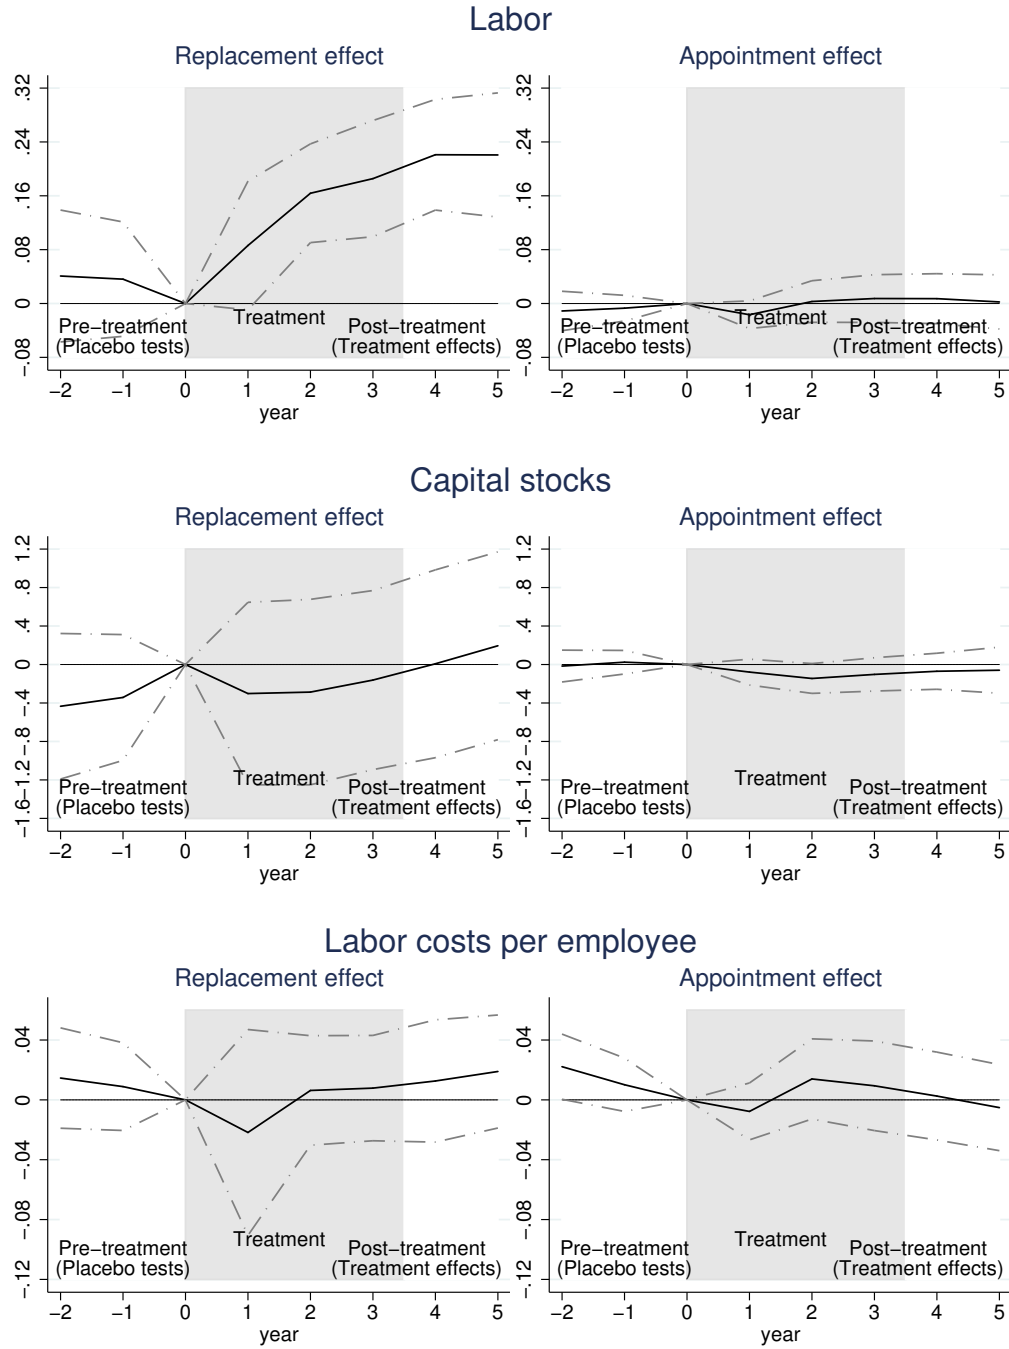 Labor
Replacement effect
Appointment effect
.32
.24
.16
.08
0
−.08
Pre−treatment
(Placebo tests)
Treatment
Post−treatment
(Treatment effects)
−2 −1 0 1 2 3 4 5
year
.32
.24
.16
.08
0
−.08
Pre−treatment
(Placebo tests)
Treatment
Post−treatment
(Treatment effects)
−2 −1 0 1 2 3 4 5
year
Capital stocks
Replacement effect
Appointment effect
1.2
.8
.4
0
−.4
−.8
−1.2
−1.6
Pre−treatment
(Placebo tests)
Treatment
Post−treatment
(Treatment effects)
−2 −1 0 1 2 3 4 5
year
1.2
.8
.4
0
−.4
−.8
−1.2
−1.6
Pre−treatment
(Placebo tests)
Treatment
Post−treatment
(Treatment effects)
−2 −1 0 1 2 3 4 5
year
Labor costs per employee
Replacement effect
Appointment effect
.04
0
−.04
−.08
−.12
Pre−treatment
(Placebo tests)
Treatment
Post−treatment
(Treatment effects)
−2 −1 0 1 2 3 4 5
year
.04
0
−.04
−.08
−.12
Pre−treatment
(Placebo tests)
Treatment
Post−treatment
(Treatment effects)
−2 −1 0 1 2 3 4 5
year